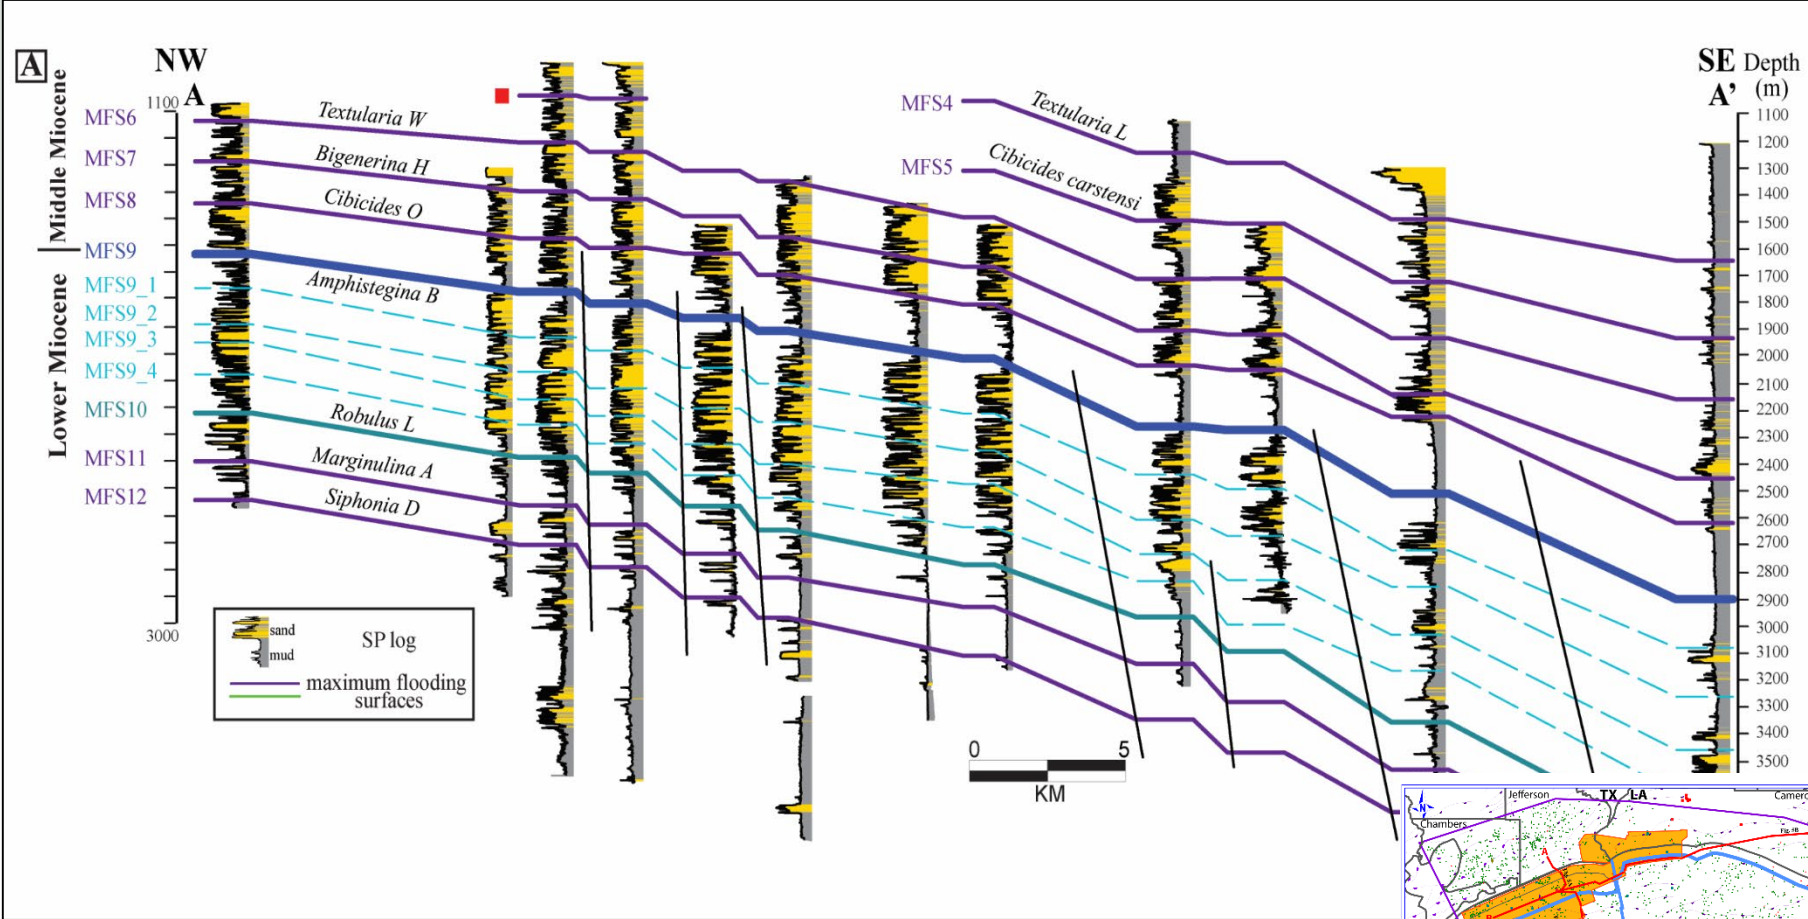 A
NW
A
SE
A'
Depth
(m)
Middle Miocene
Lower Miocene
1100
3000
MFS6
MFS7
MFS8
MFS9
MFS9_1
MFS9_2
MFS9_3
MFS9_4
MFS10
MFS11
MFS12
MFS4
MFS5
Textularia W
Bigenerina H
Cibicides O
Amphistegina B
Robulus L
Marginulina A
Siphonia D
Textularia L
Cibicides carstensi
1100
1200
1300
1400
1500
1600
1700
1800
1900
2000
2100
2200
2300
2400
2500
2600
2700
2800
2900
3000
3100
3200
3300
3400
3500
sand
mud
SP log
maximum flooding
surfaces
0
5
KM
N
Jefferson
TX
LA
Chambers
A
Fig. 1B